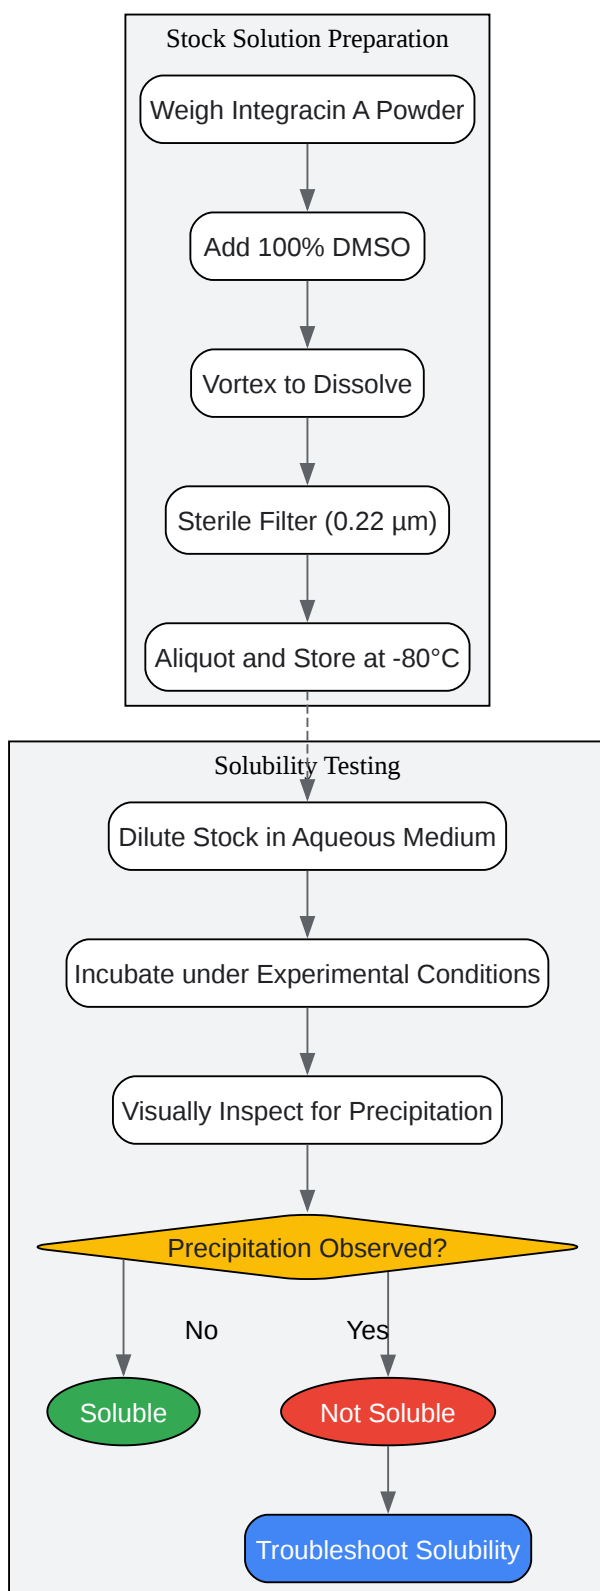 Stock Solution Preparation
Weigh Integracin A Powder
Add 100% DMSO
Vortex to Dissolve
Sterile Filter (0.22 µm)
Aliquot and Store at -80°C
Solubility Testing
Dilute Stock in Aqueous Medium
Incubate under Experimental Conditions
Visually Inspect for Precipitation
Precipitation Observed?
No
Yes
Soluble
Not Soluble
Troubleshoot Solubility